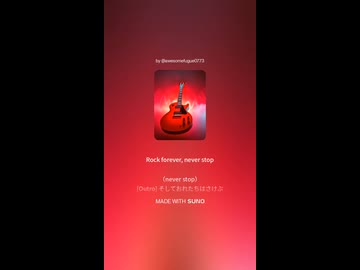 by @awesomefugue0773
Rock forever, never stop
(never stop)
[Outro] そしておれたちはさけぶ
MADE WITH SUNO